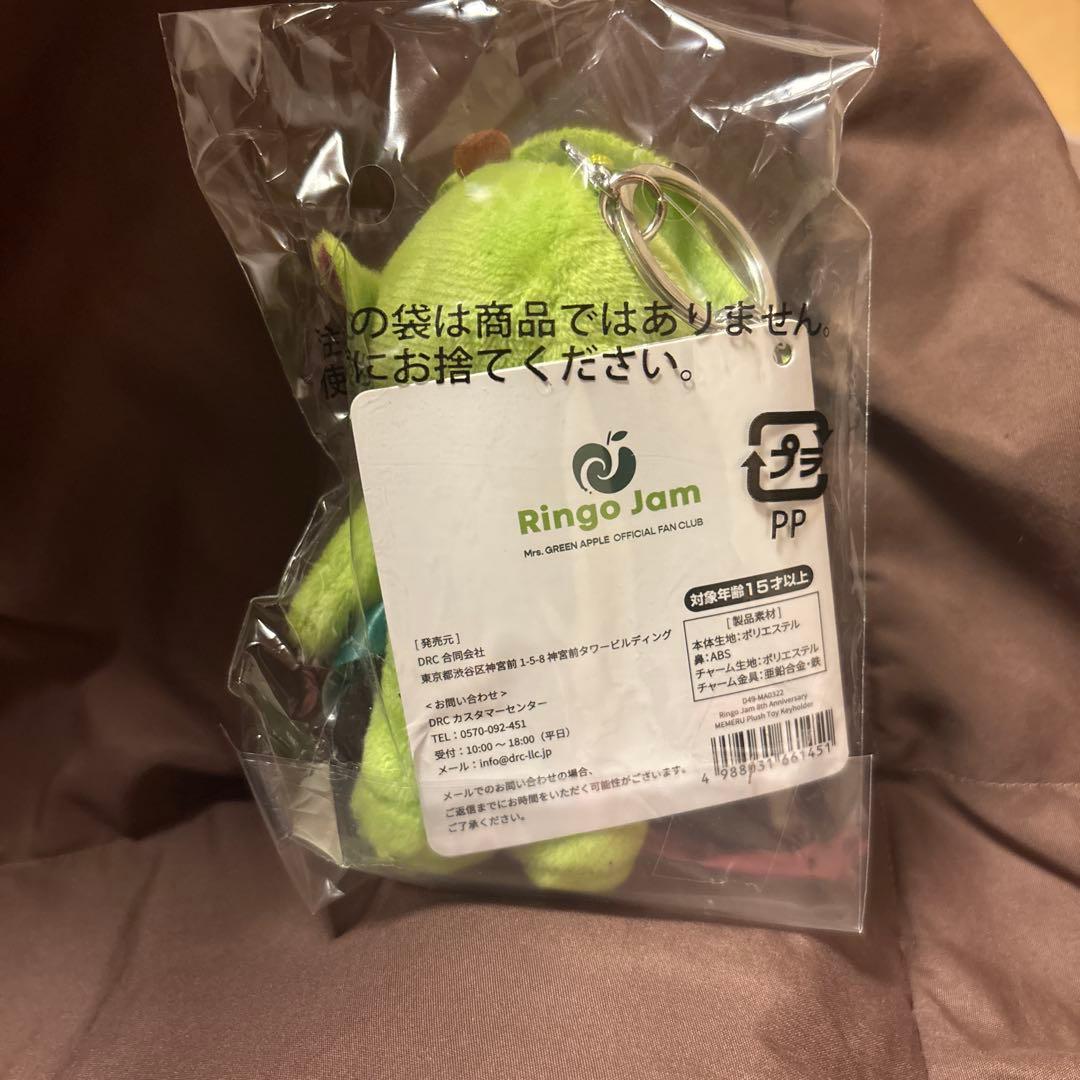 の袋は商品ではありません。
にお捨てください。
プラ
PP
Ringo Jam
Mrs. GREEN APPLE OFFICIAL FAN CLUB
対象年齢15才以上
[製品素材]
本体生地:ポリエステル
鼻:ABS
チャーム生地:ポリエステル
チャーム金具:亜鉛合金・鉄
[発売元]
DRC 合同会社
東京都渋谷区神宮前 1-5-8 神宮前タワービルディング
<お問い合わせ>
DRC カスタマーセンター
TEL:0570-092-451
受付:10:00 ～ 18:00(平日)
メール:info@drc-llc.jp
メールでのお問い合わせの場合、
ご返信までにお時間をいただく可能性がございます。
ご了承ください。
D49-MA0322
Ringo Jam 8th Anniversary
MEMERU Plush Toy Keyholder
4 988031 661451